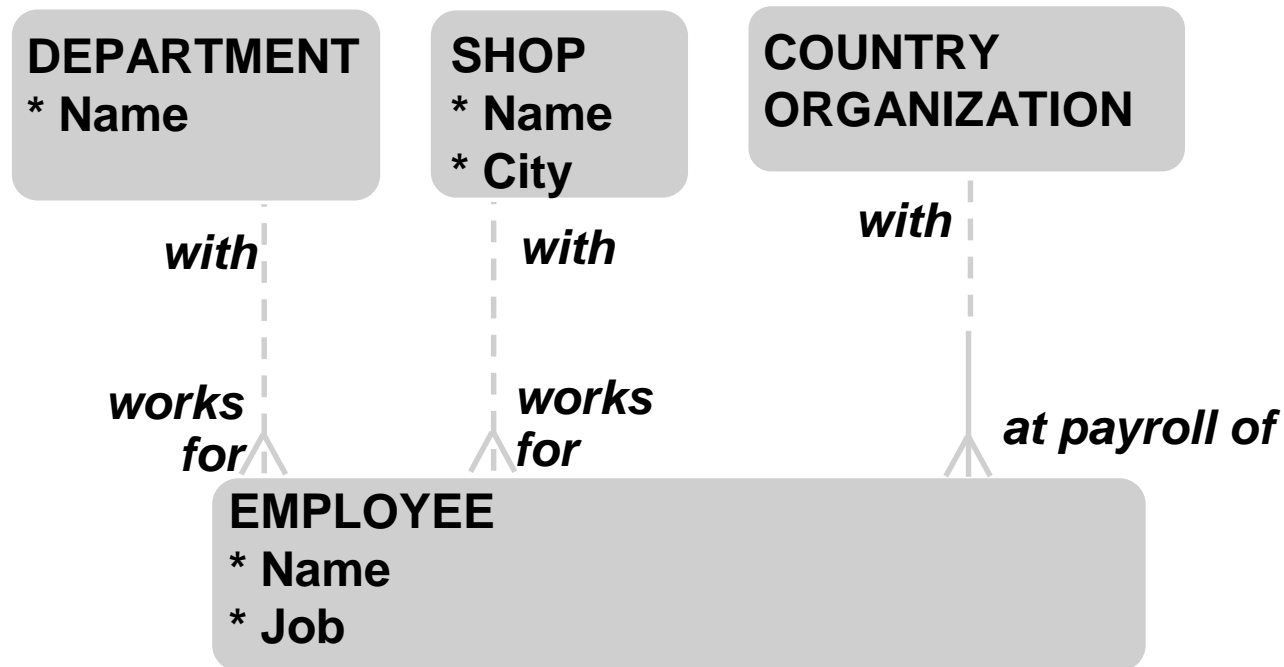 DEPARTMENT
* Name
SHOP
* Name
* City
COUNTRY
ORGANIZATION
with
with
with
works
for
works
for
at payroll of
EMPLOYEE
* Name
* Job